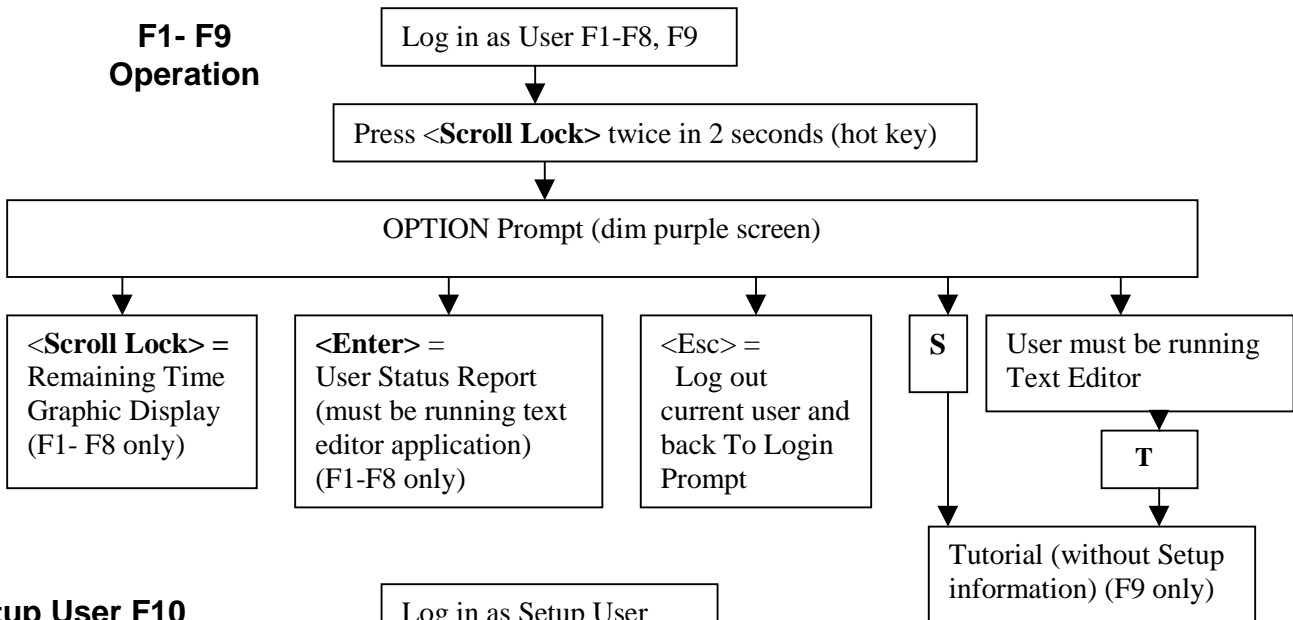 F1- F9
Operation
Log in as User F1-F8, F9
Press <Scroll Lock> twice in 2 seconds (hot key)
OPTION Prompt (dim purple screen)
<Scroll Lock> =
Remaining Time
Graphic Display
(F1- F8 only)
<Enter> =
User Status Report
(must be running text
editor application)
(F1-F8 only)
<Esc> =
Log out
current user and
back To Login
Prompt
S
User must be running
Text Editor
T
Tutorial (without Setup
information) (F9 only)
tup User F10
Log in as Setup User